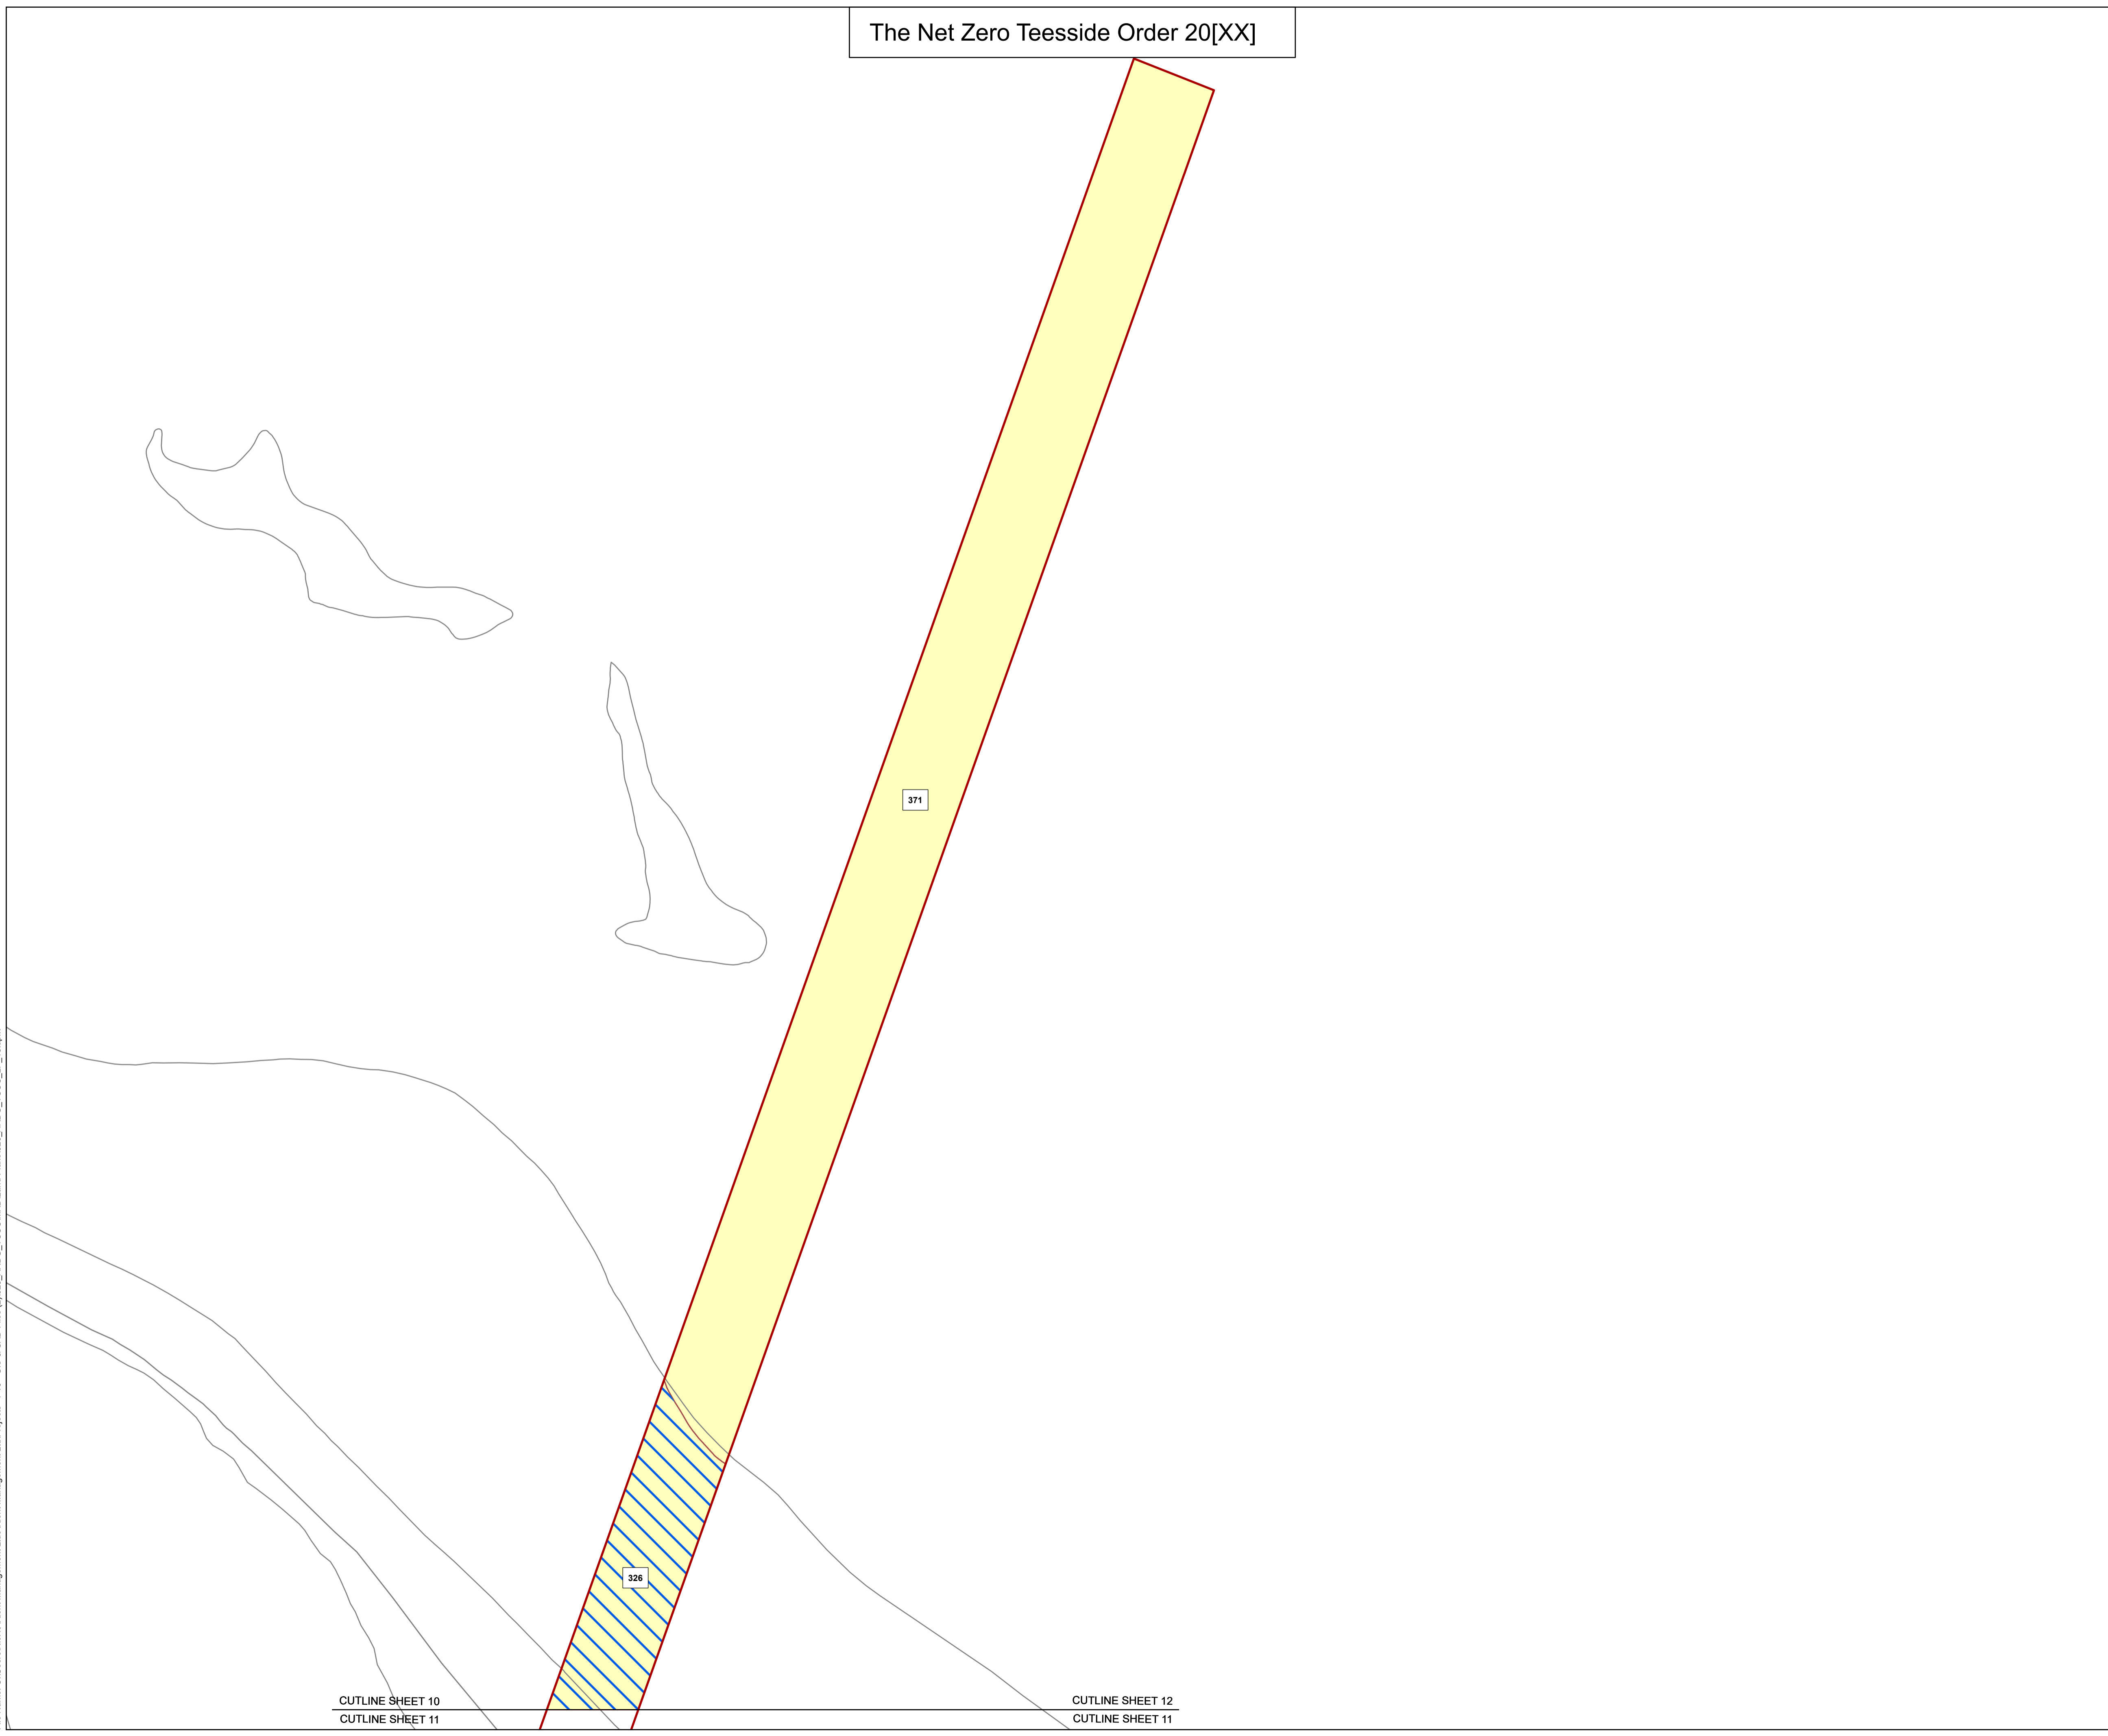 The Net Zero Teesside Order 20[XX]
371
326
CUTLINE SHEET 10
CUTLINE SHEET 12
CUTLINE SHEET 11
CUTLINE SHEET 11